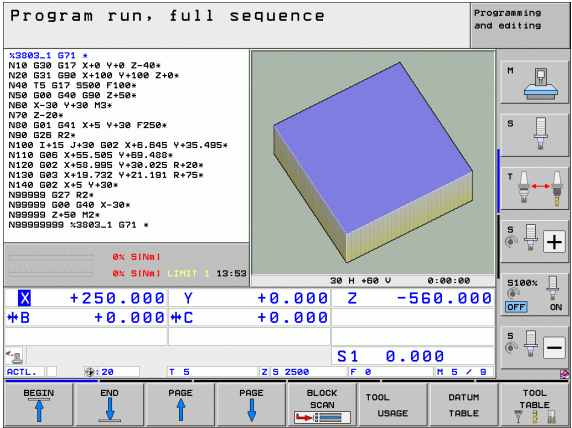 Program run, full sequence
Programming
and editing
%3803_1 G71 *
N10 G30 G17 X+0 Y+0 Z-40*
N20 G31 G90 X+100 Y+100 Z+0*
N40 T5 G17 S500 F100*
N50 G00 G40 G90 Z+50*
N60 X-30 Y+30 M3*
N70 Z-20*
N80 G01 G41 X+5 Y+30 F250*
N90 G26 R2*
N100 I+15 J+30 G02 X+6.645 Y+35.495*
N110 G06 X+55.505 Y+69.488*
N120 G02 X+58.995 Y+30.025 R+20*
N130 G03 X+19.732 Y+21.191 R+75*
N140 G02 X+5 Y+30*
N99999 G27 R2*
N99999 G00 G40 X-30*
N99999 Z+50 M2*
N99999999 %3803_1 G71 *
0% S[Nm]
0% S[Nm] LIMIT 1 13:53
30 H +60 V 0:00:00
X +250.000 Y +0.000 Z -560.000
B +0.000 C +0.000
S1 0.000
ACTL. :20 T 5 Z S 2500 F 0 M 5 / 9
M
S
T
S
S100%
OFF ON
S
BEGIN
END
PAGE
PAGE
BLOCK
SCAN
TOOL
USAGE
DATUM
TABLE
TOOL
TABLE